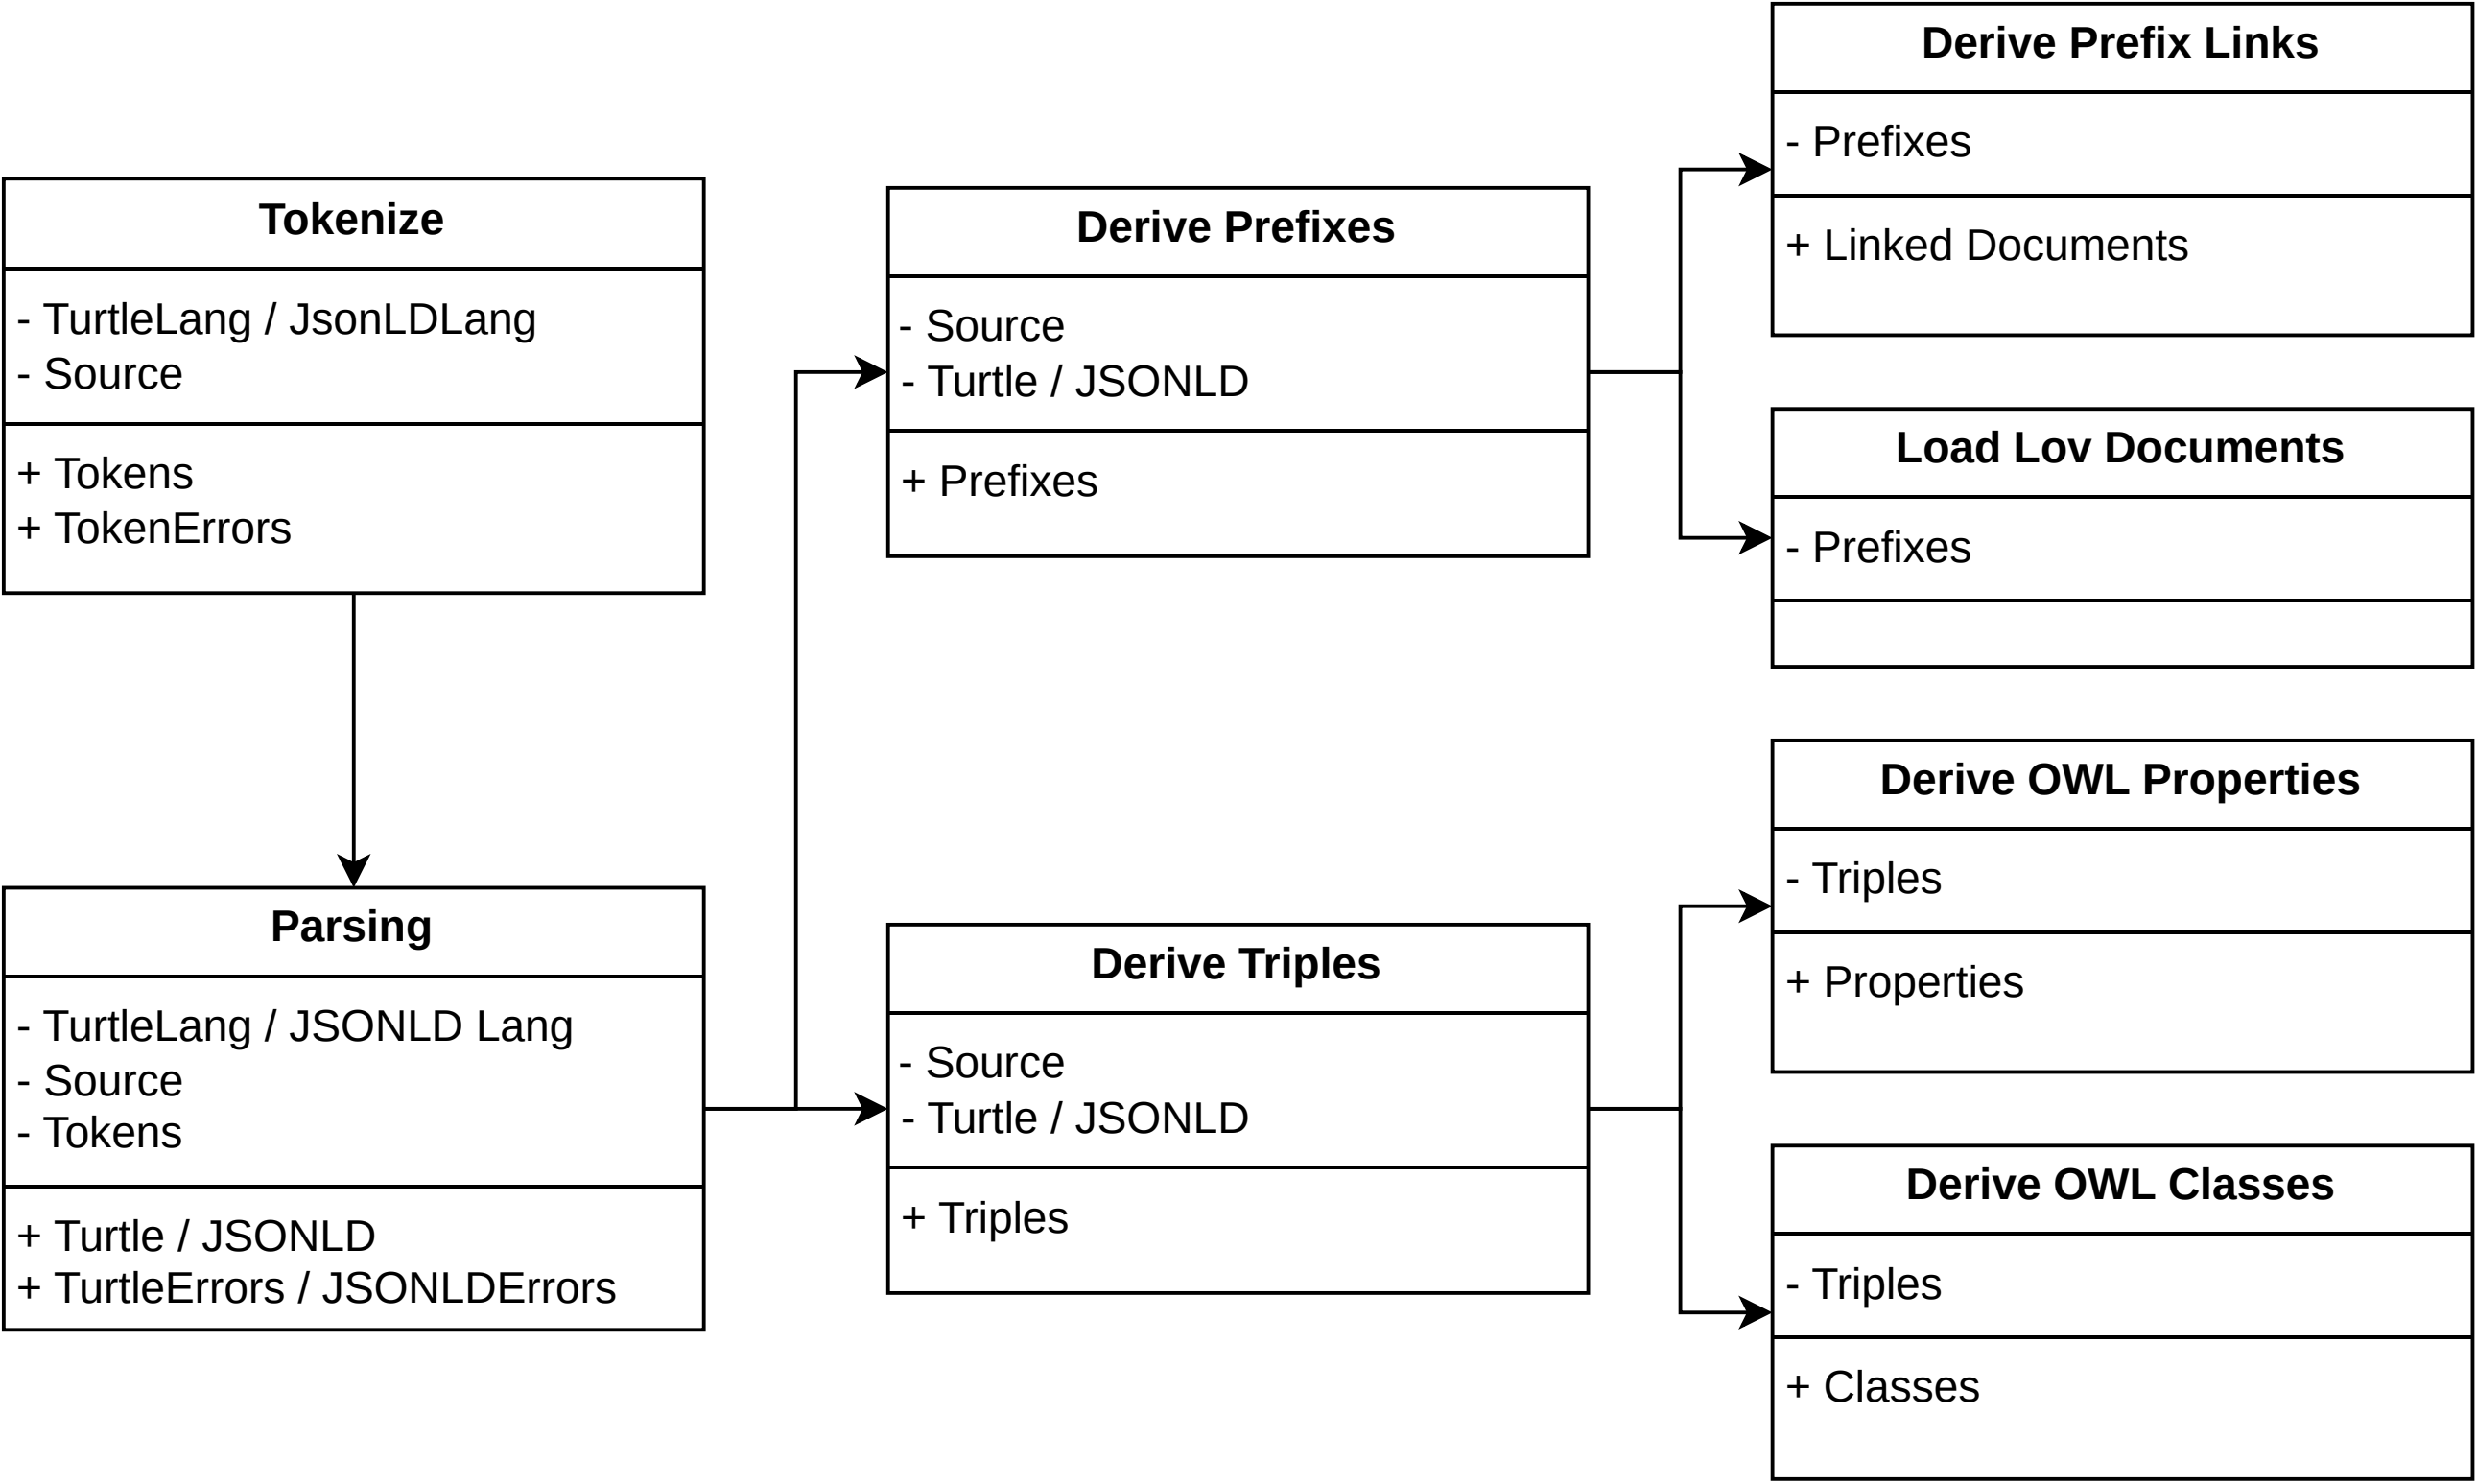 Tokenize
- TurtleLang / JsonLDLang
- Source
+ Tokens
+ TokenErrors
Parsing
- TurtleLang / JSONLD Lang
- Source
- Tokens
+ Turtle / JSONLD
+ TurtleErrors / JSONLDErrors
Derive Prefixes
- Source
- Turtle / JSONLD
+ Prefixes
Derive Triples
- Source
- Turtle / JSONLD
+ Triples
Derive Prefix Links
- Prefixes
+ Linked Documents
Load Lov Documents
- Prefixes
Derive OWL Properties
- Triples
+ Properties
Derive OWL Classes
- Triples
+ Classes